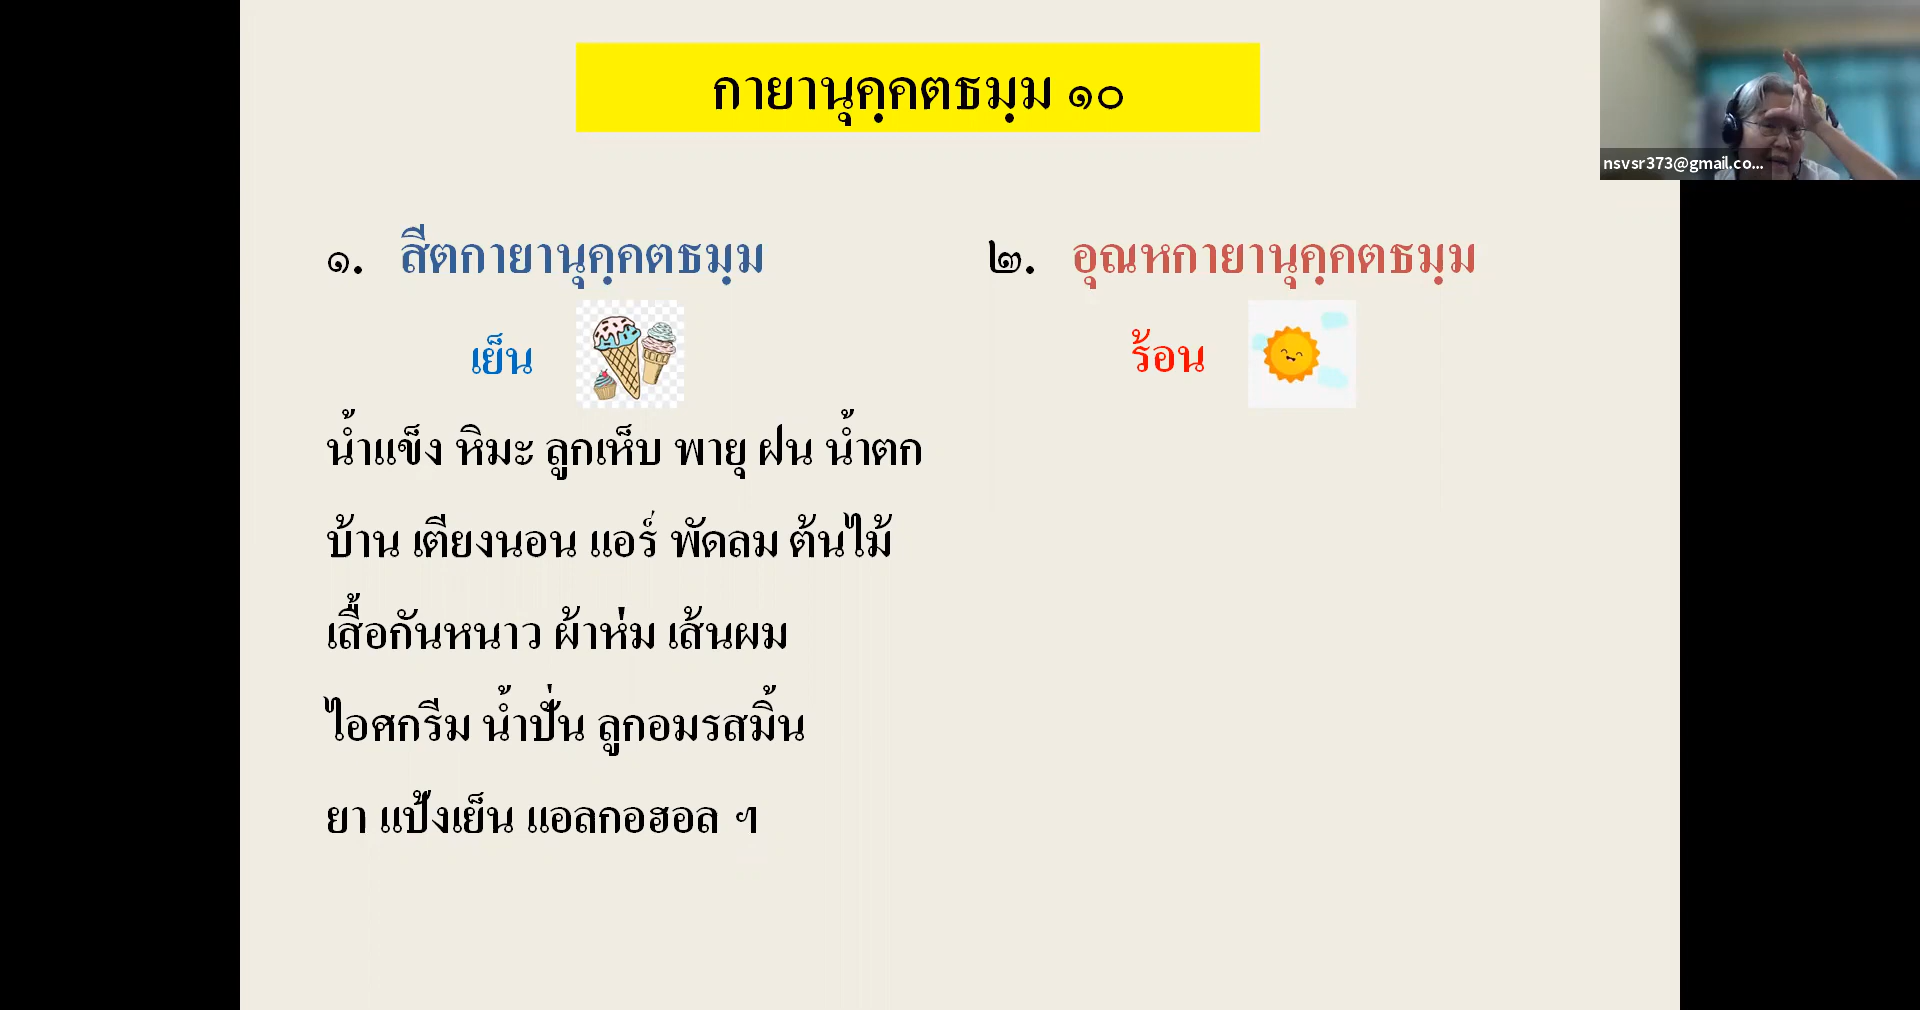 กายานุคฺคตธมฺม ๑๐
nsvsr373@gmail.co...
๑. สีตกายานุคฺคตธมฺม
๒. อุณหกายานุคฺคตธมฺม
เย็น
ร้อน
น้ำแข็ง หิมะ ลูกเห็บ พายุ ฝน น้ำตก
บ้าน เตียงนอน แอร์ พัดลม ต้นไม้
เสื้อกันหนาว ผ้าห่ม เส้นผม
ไอศกรีม น้ำปั่น ลูกอมรสมิ้น
ยา แป้งเย็น แอลกอฮอล ฯ